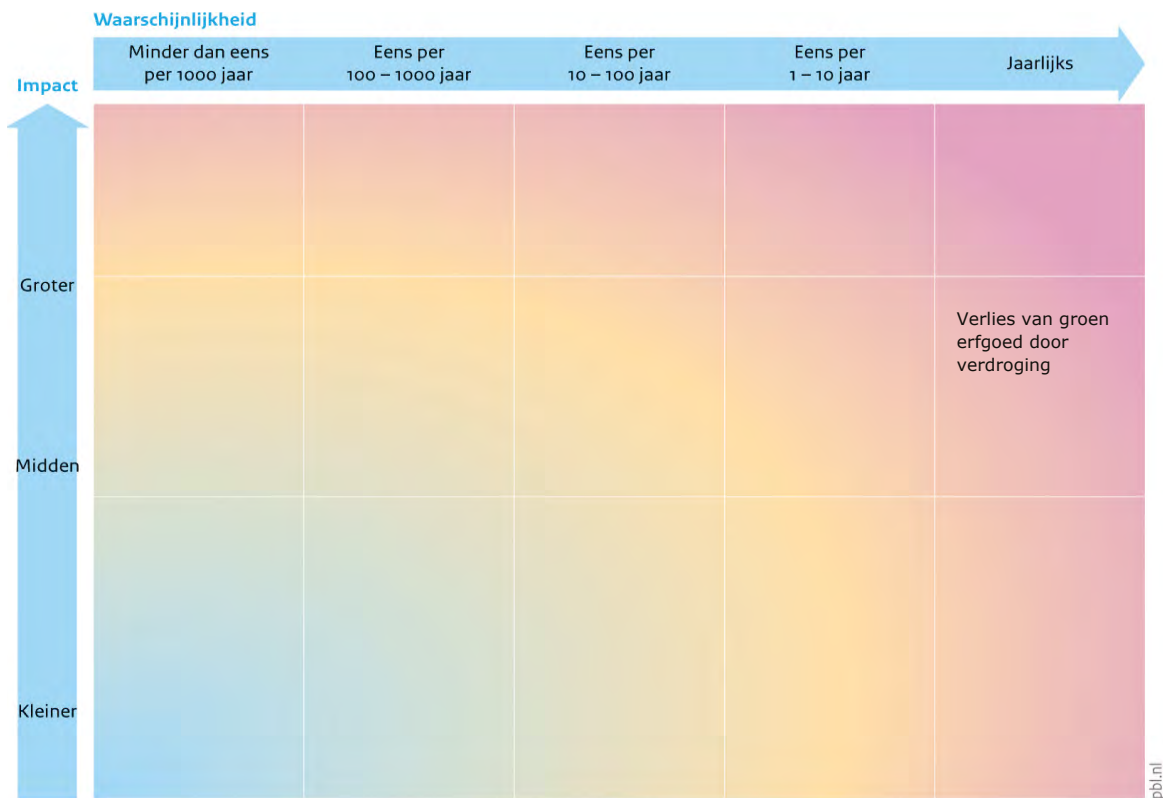 Waarschijnlijkheid
Minder dan eens
per 1000 jaar
Eens per
100 – 1000 jaar
Eens per
10 – 100 jaar
Eens per
1 – 10 jaar
Jaarlijks
Impact
Groter
Verlies van groen
erfgoed door
verdroging
Midden
Kleiner
pbl.nl